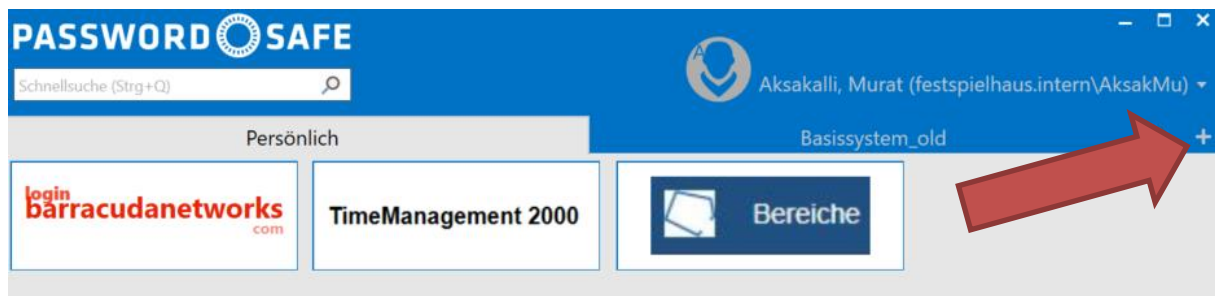 PASSWORD SAFE
Schnellsuche (Strg+Q)
A
Aksakalli, Murat (festspielhaus.intern\AksakMu)
Persönlich
Basissystem_old
+
login
barracudanetworks
com
TimeManagement 2000
Bereiche